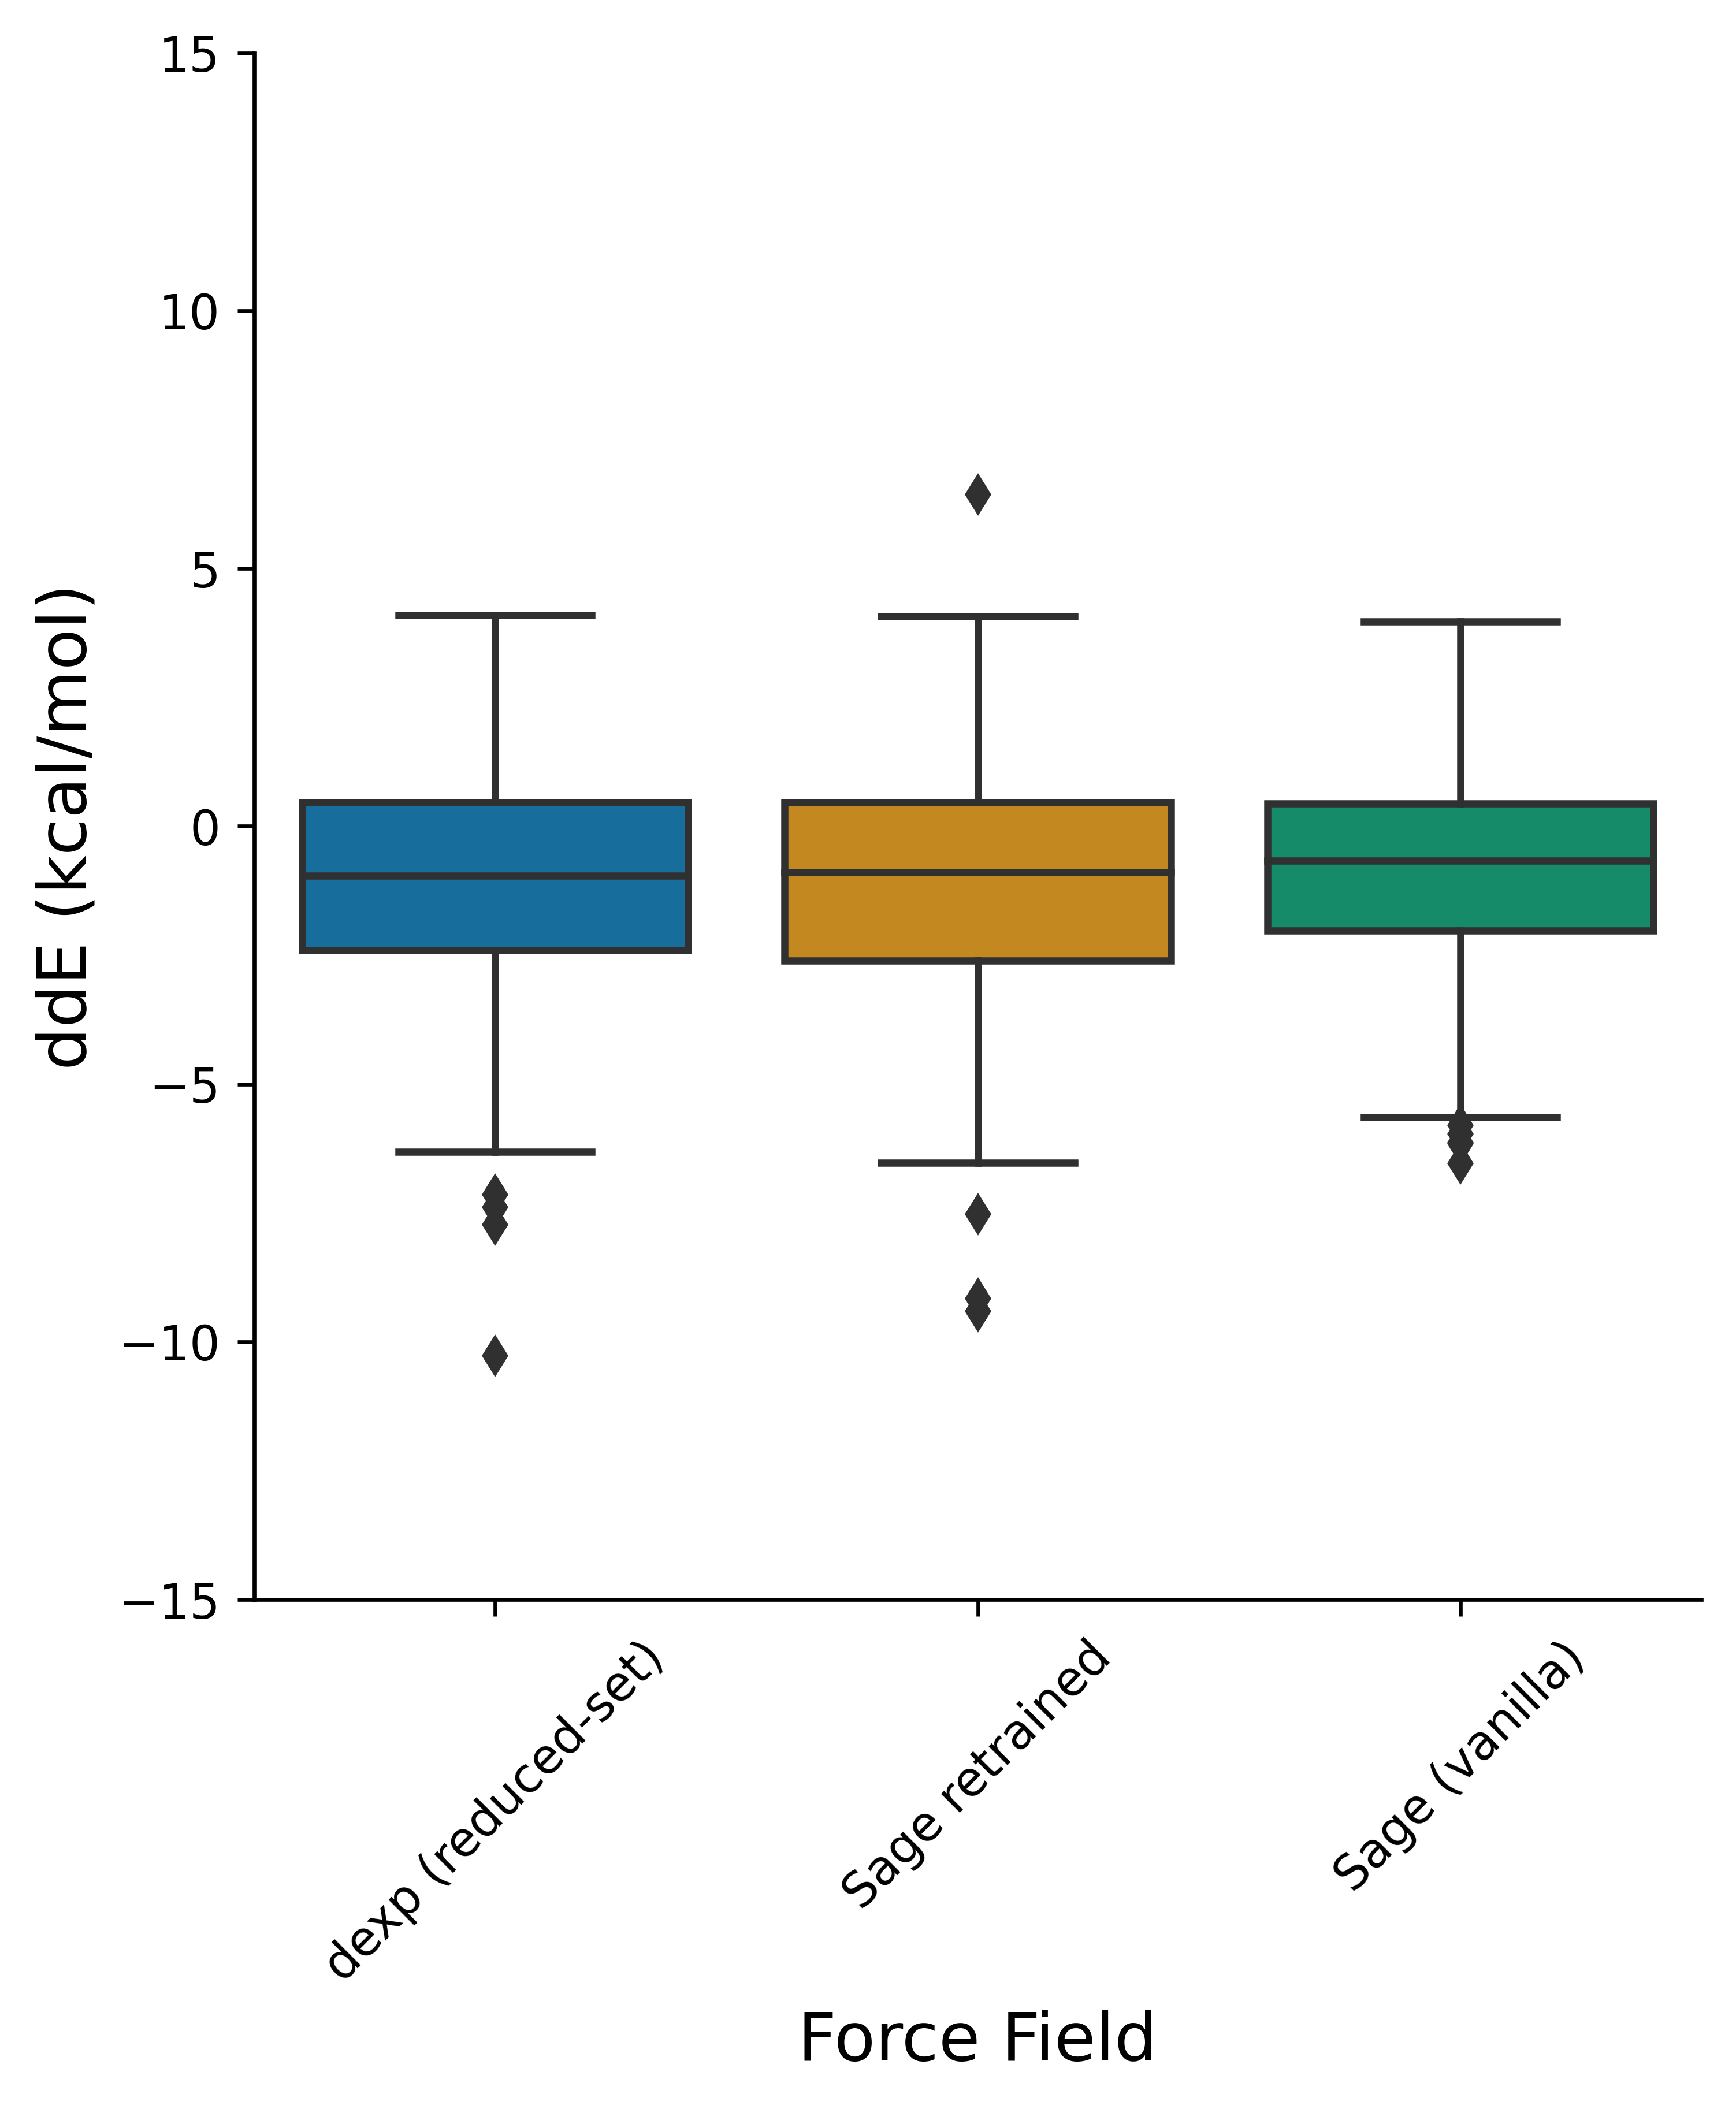 15
10
5
0
−5
−10
−15
ddE (kcal/mol)
dexp (reduced-set)
Sage retrained
Sage (vanilla)
Force Field